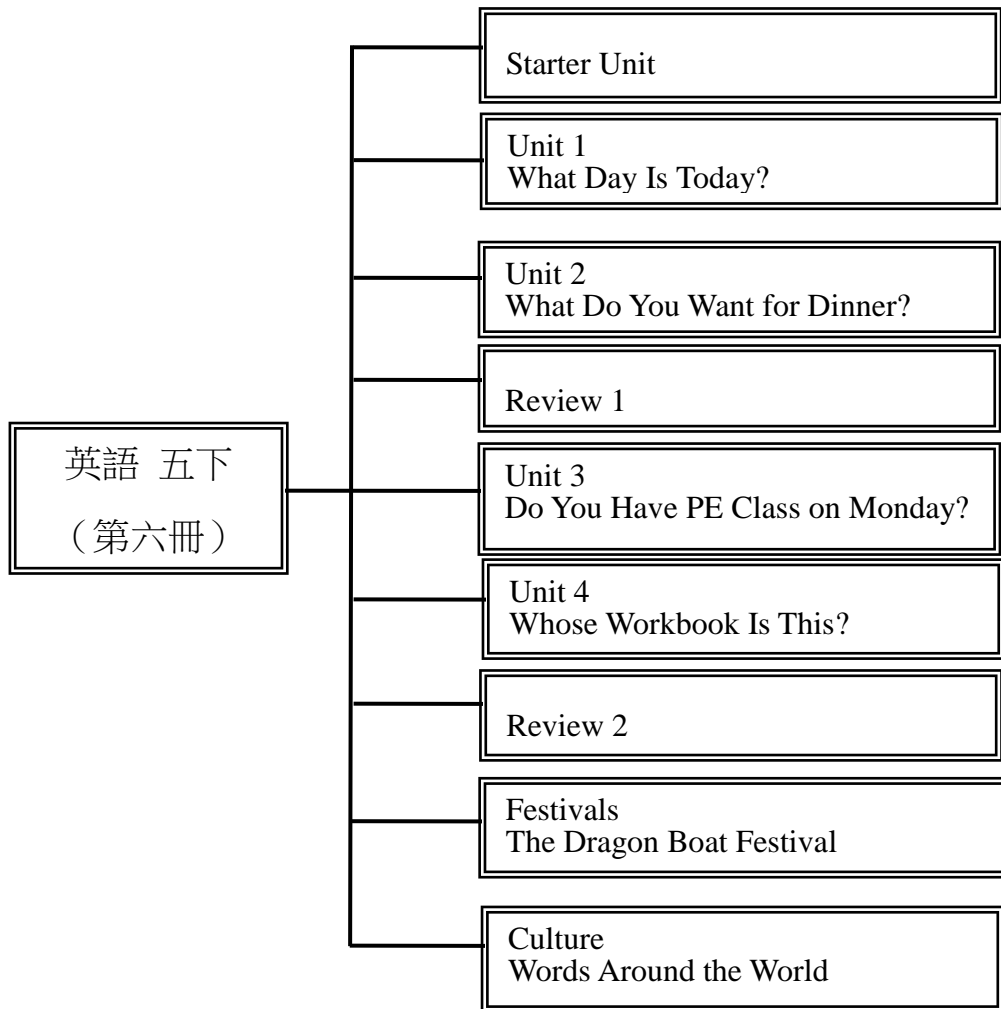 英語 五下
（第六冊）
Starter Unit
Unit 1
What Day Is Today?
Unit 2
What Do You Want for Dinner?
Review 1
Unit 3
Do You Have PE Class on Monday?
Unit 4
Whose Workbook Is This?
Review 2
Festivals
The Dragon Boat Festival
Culture
Words Around the World